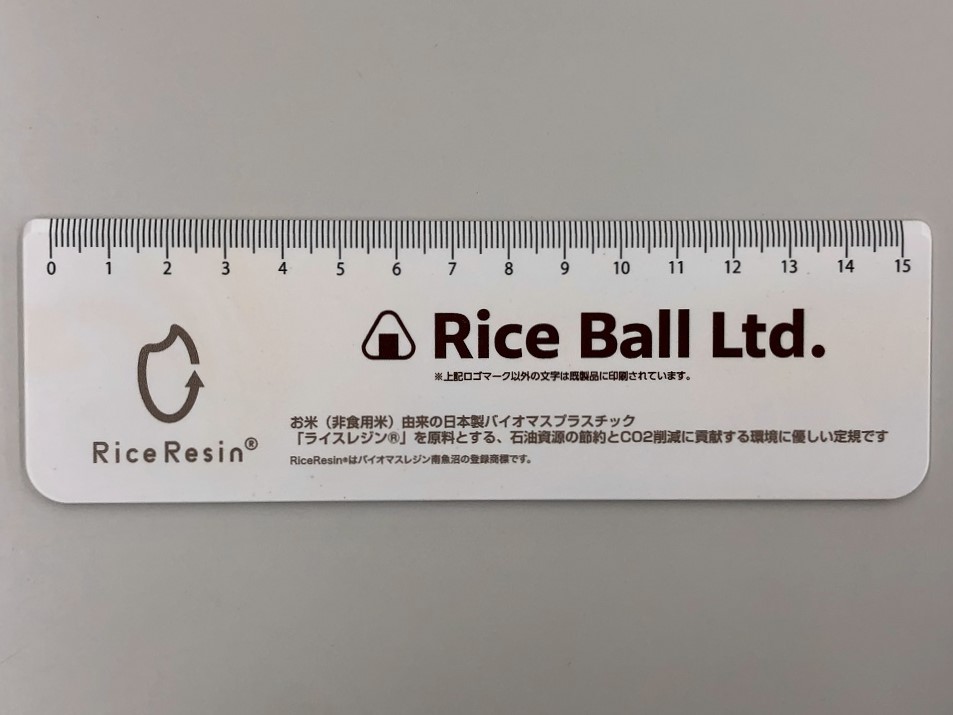 0 1 2 3 4 5 6 7 8 9 10 11 12 13 14 15
Rice Ball Ltd.
※上記ロゴマーク以外の文字は既製品に印刷されています。
RiceResin®
お米（非食用米）由来の日本製バイオマスプラスチック
「ライスレジン®」を原料とする、石油資源の節約とCO2削減に貢献する環境に優しい定規です
RiceResin®はバイオマスレジン南魚沼の登録商標です。